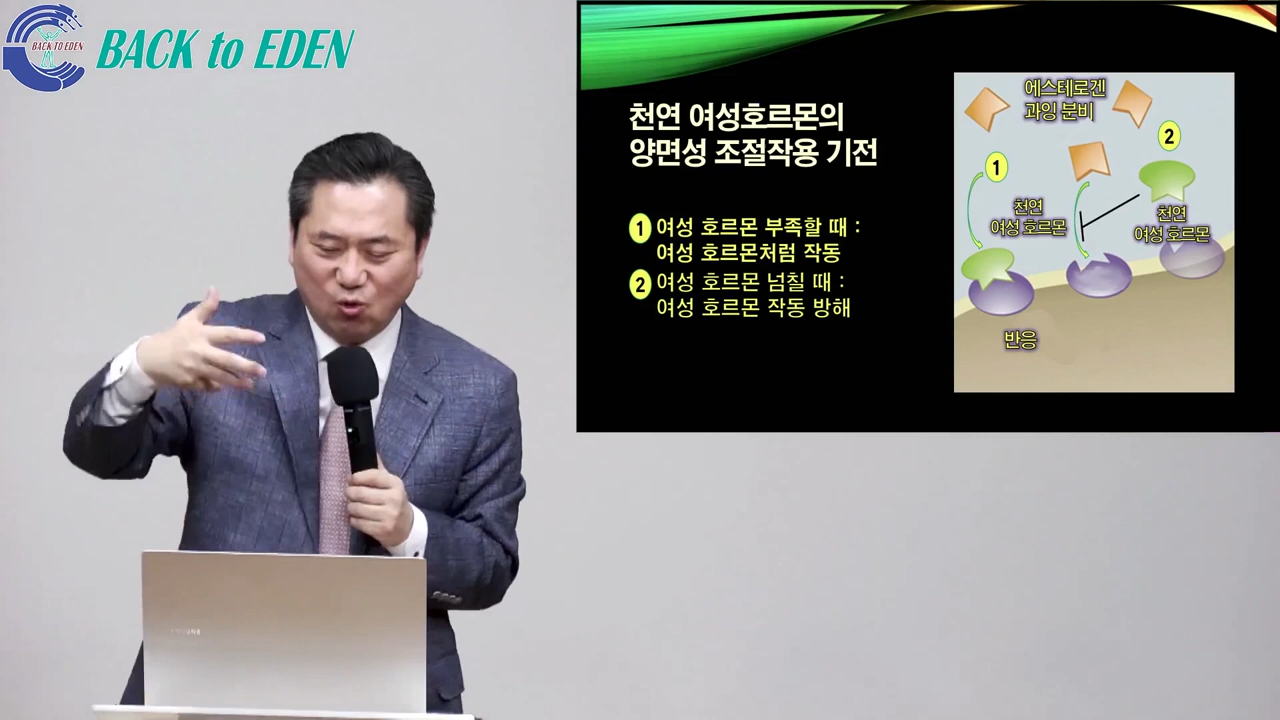 BACK TO EDEN
BACK to EDEN
천연 여성호르몬의
양면성 조절작용 기전
1 여성 호르몬 부족할 때 :
여성 호르몬처럼 작동
2 여성 호르몬 넘칠 때 :
여성 호르몬 작동 방해
에스테로겐
과잉 분비
2
1
천연
여성 호르몬
천연
여성 호르몬
반응